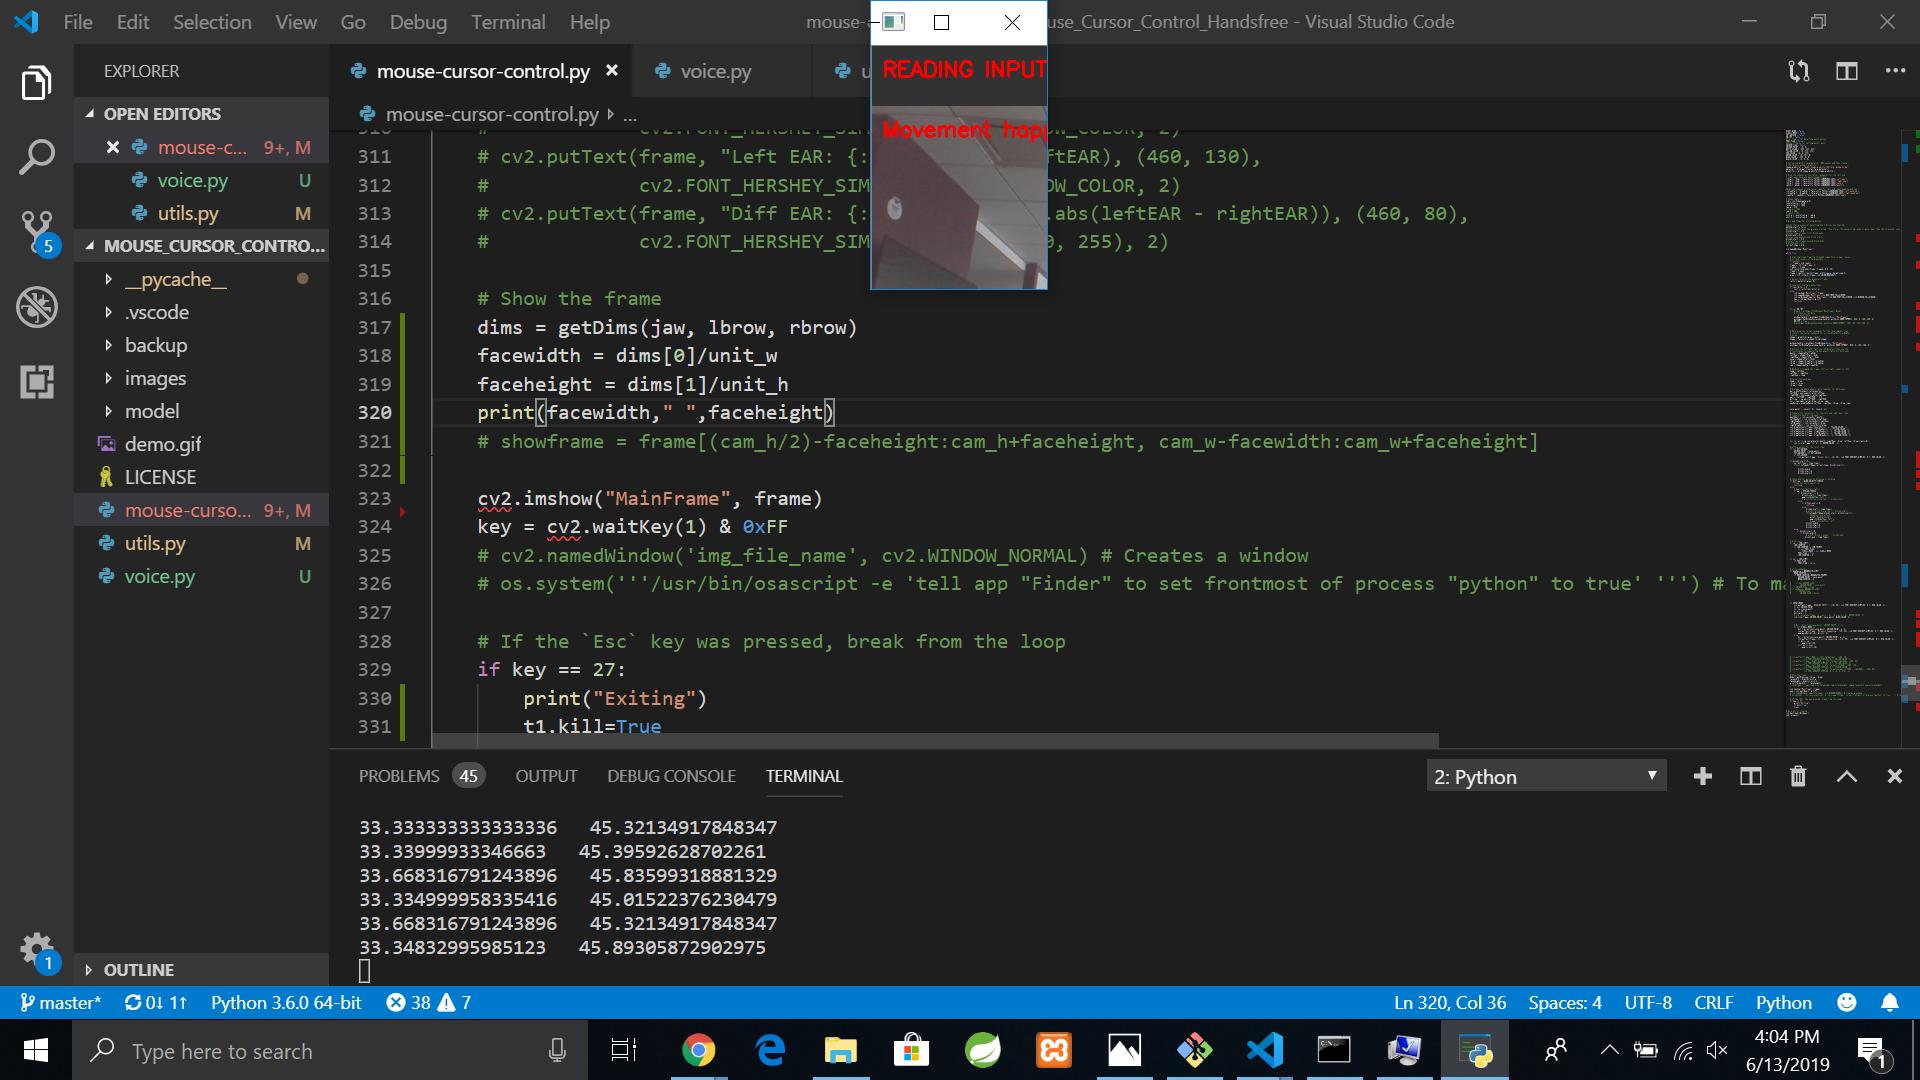 File Edit Selection View Go Debug Terminal Help
mouse- use_Cursor_Control_Handsfree - Visual Studio Code
EXPLORER
OPEN EDITORS
mouse-c... 9+, M
voice.py U
utils.py M
MOUSE_CURSOR_CONTRO...
__pycache__
.vscode
backup
images
model
demo.gif
LICENSE
mouse-curso... 9+, M
utils.py M
voice.py U
OUTLINE
5
1
mouse-cursor-control.py voice.py u
mouse-cursor-control.py ...
READING INPUT
Movement happ
310 # cv2.FONT_HERSHEY_SIM OW_COLOR, 2)
311 # cv2.putText(frame, "Left EAR: {: ftEAR), (460, 130),
312 # cv2.FONT_HERSHEY_SIM OW_COLOR, 2)
313 # cv2.putText(frame, "Diff EAR: {: .abs(leftEAR - rightEAR)), (460, 80),
314 # cv2.FONT_HERSHEY_SIM 0, 255), 2)
315
316 # Show the frame
317 dims = getDims(jaw, lbrow, rbrow)
318 facewidth = dims[0]/unit_w
319 faceheight = dims[1]/unit_h
320 print(facewidth," ",faceheight)
321 # showframe = frame[(cam_h/2)-faceheight:cam_h+faceheight, cam_w-facewidth:cam_w+faceheight]
322
323 cv2.imshow("MainFrame", frame)
324 key = cv2.waitKey(1) & 0xFF
325 # cv2.namedWindow('img_file_name', cv2.WINDOW_NORMAL) # Creates a window
326 # os.system('''/usr/bin/osascript -e 'tell app "Finder" to set frontmost of process "python" to true' ''') # To ma
327
328 # If the `Esc` key was pressed, break from the loop
329 if key == 27:
330 print("Exiting")
331 t1.kill=True
PROBLEMS 45 OUTPUT DEBUG CONSOLE TERMINAL 2: Python
33.333333333333336 45.32134917848347
33.33999933346663 45.39592628702261
33.668316791243896 45.83599318881329
33.334999958335416 45.01522376230479
33.668316791243896 45.32134917848347
33.34832995985123 45.89305872902975
master* 0↓ 1↑ Python 3.6.0 64-bit 38 7 Ln 320, Col 36 Spaces: 4 UTF-8 CRLF Python
Type here to search
4:04 PM
6/13/2019
1